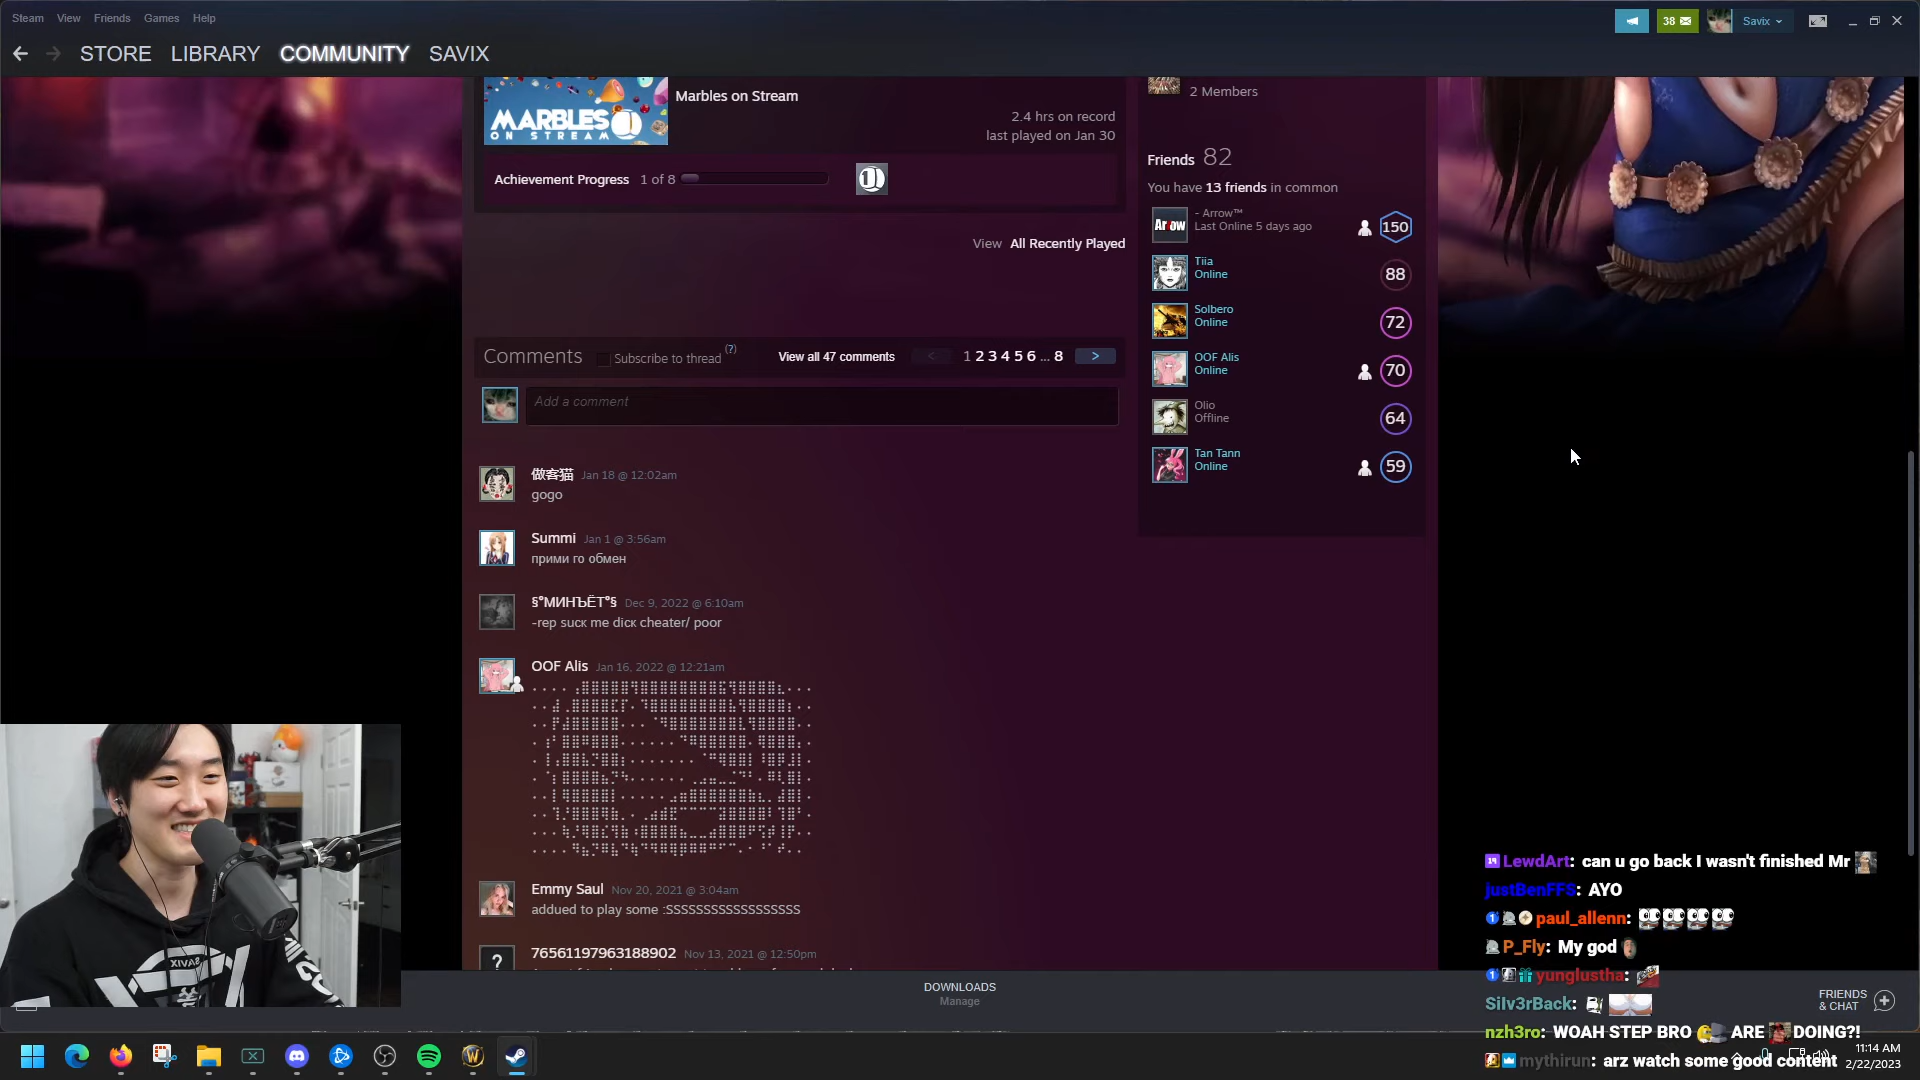 Steam View Friends Games Help
38
Savix
STORE LIBRARY COMMUNITY SAVIX
MARBLES
ON STREAM
Marbles on Stream
2.4 hrs on record
last played on Jan 30
Achievement Progress 1 of 8
View All Recently Played
2 Members
Friends 82
You have 13 friends in common
Arrow
- Arrow™
Last Online 5 days ago
150
Tiia
Online
88
Solbero
Online
72
OOF Alis
Online
70
Olio
Offline
64
Tan Tann
Online
59
Comments Subscribe to thread (?) View all 47 comments < 1 2 3 4 5 6 ... 8 >
Add a comment
做客猫 Jan 18 @ 12:02am
gogo
Summi Jan 1 @ 3:56am
прими го обмен
§°МИНЪЁТ°§ Dec 9, 2022 @ 6:10am
-rep suck me dick cheater/ poor
OOF Alis Jan 16, 2022 @ 12:21am
Emmy Saul Nov 20, 2021 @ 3:04am
addued to play some :SSSSSSSSSSSSSSSSSS
?
76561197963188902 Nov 13, 2021 @ 12:50pm
SAVIX
DOWNLOADS
Manage
FRIENDS
& CHAT
LewdArt: can u go back I wasn't finished Mr
justBenFFS: AYO
paul_allenn:
P_Fly: My god
yunglustha:
SiIv3rBack:
nzh3ro: WOAH STEP BRO ARE DOING?!
mythirun: arz watch some good content
11:14 AM
2/22/2023